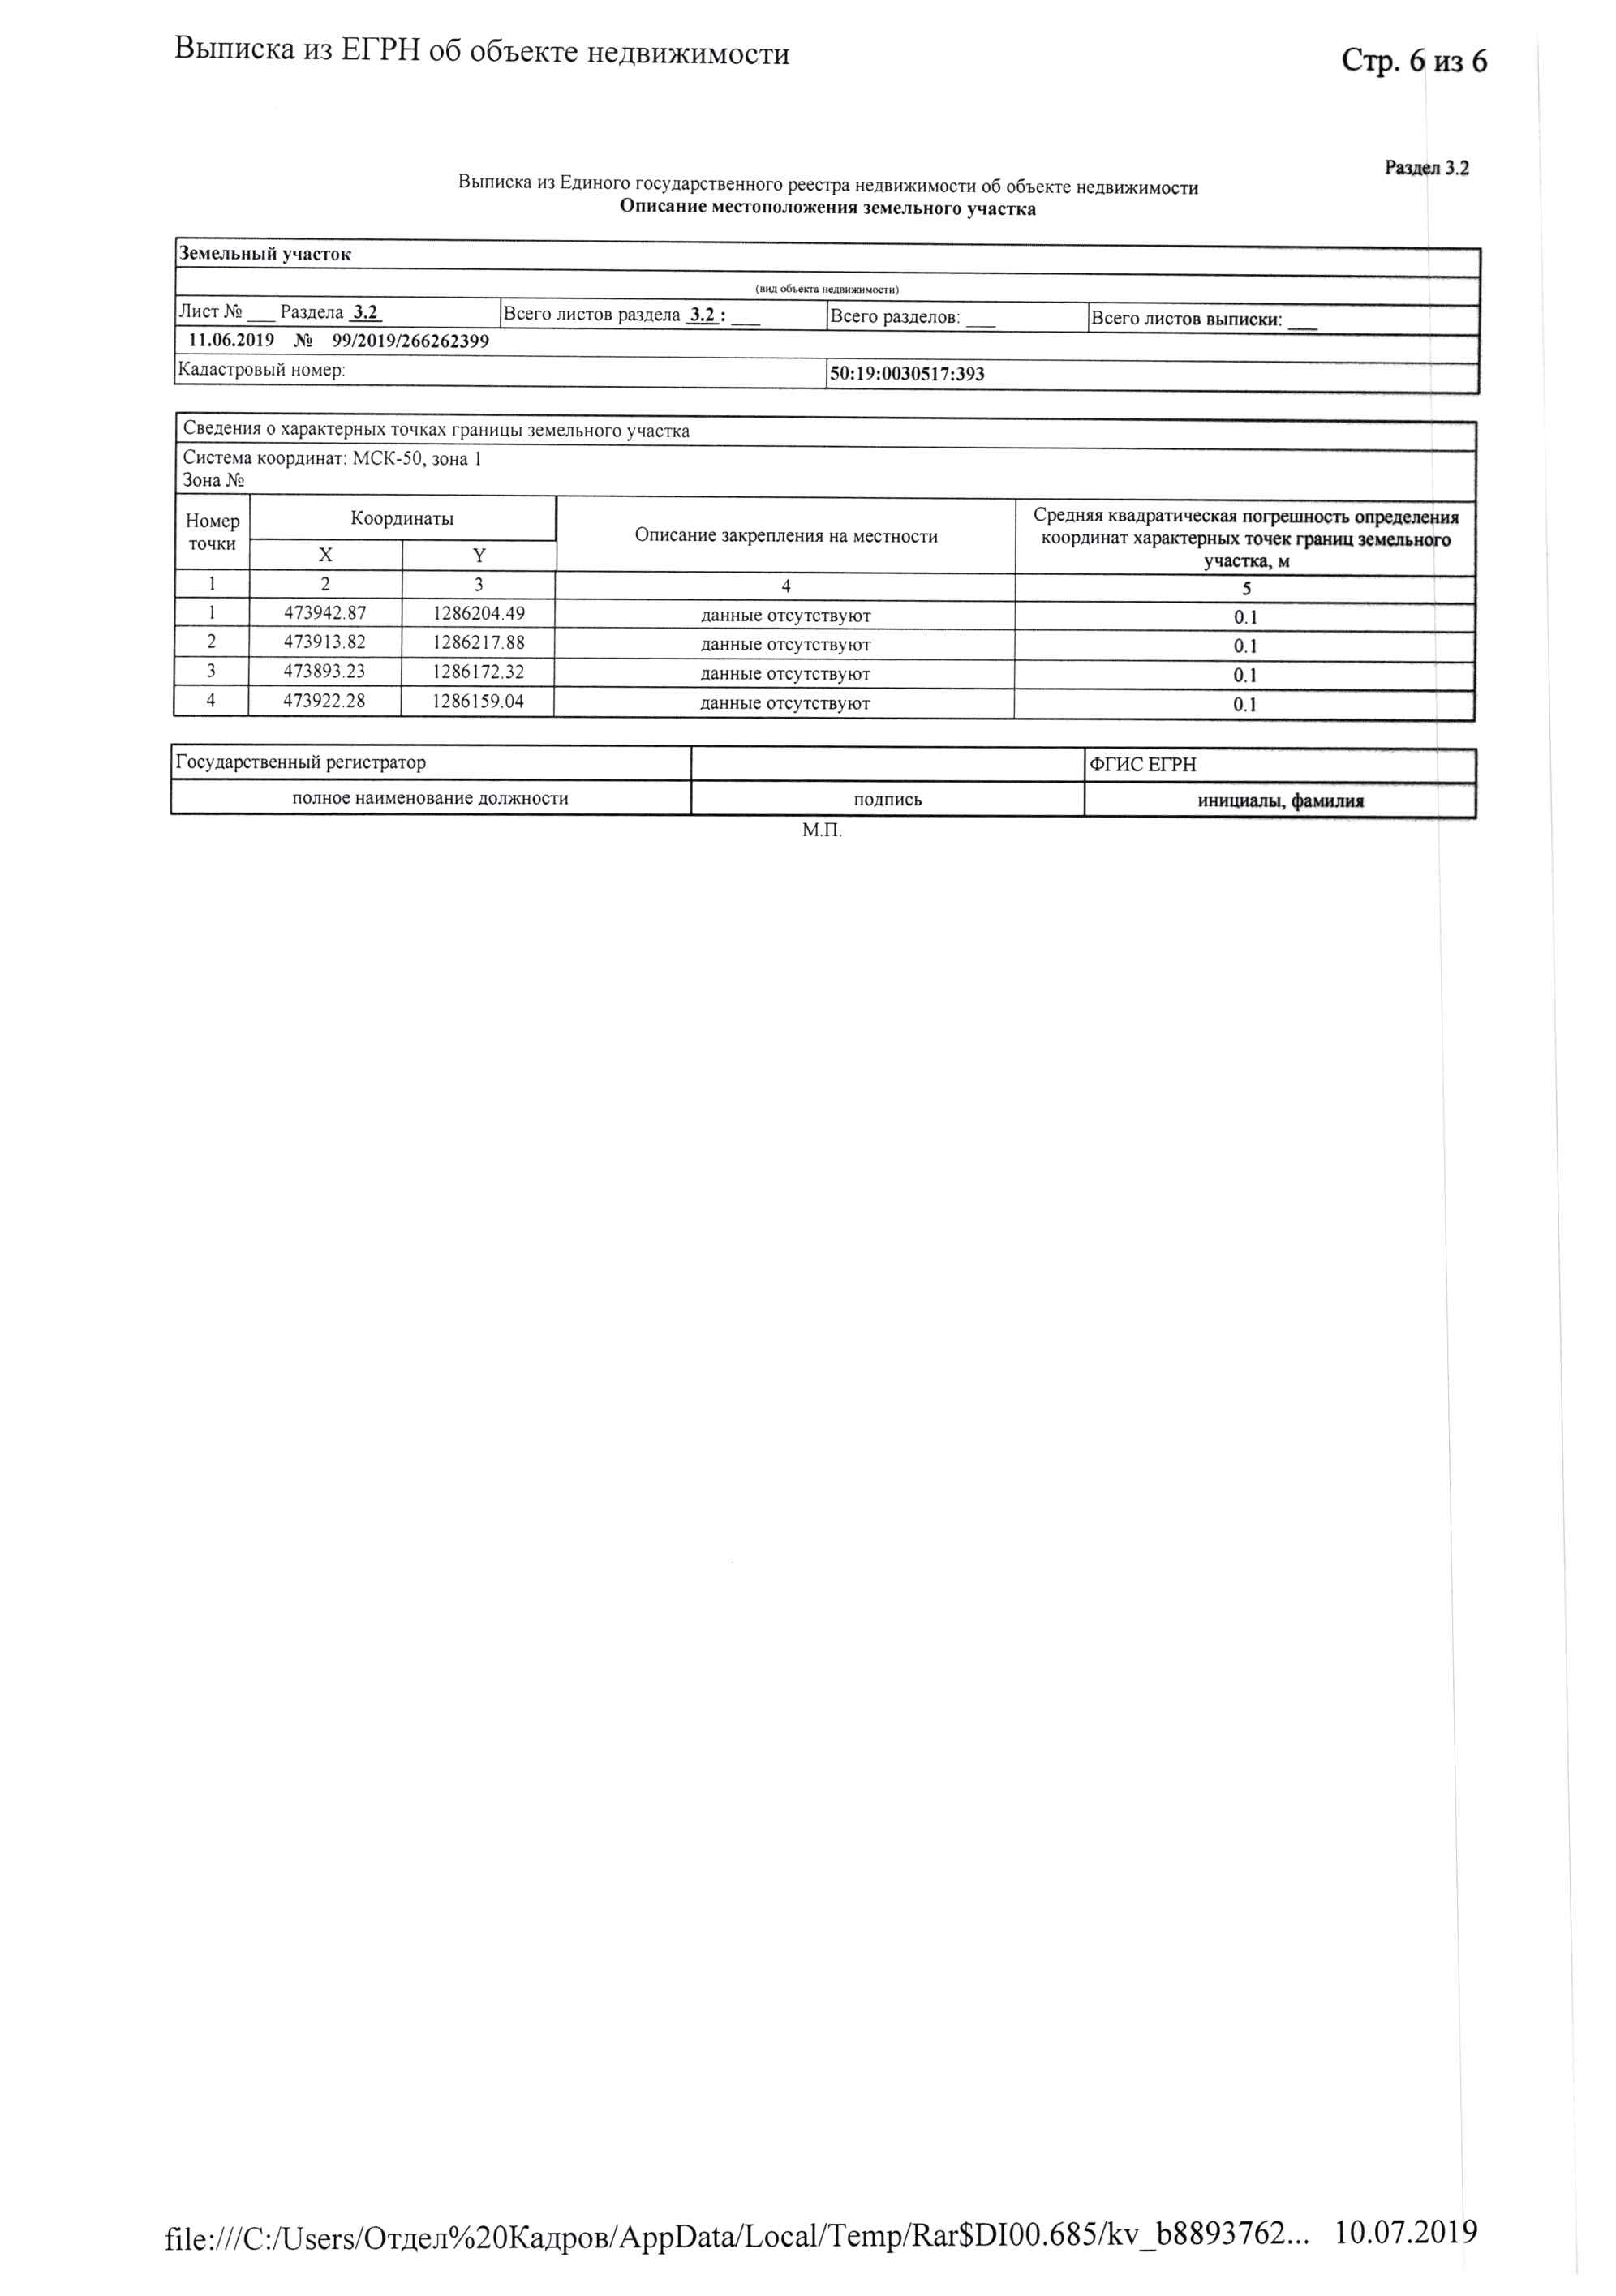 Выписка из ЕГРН об объекте недвижимости
Стр. 6 из 6
Раздел 3.2
Выписка из Единого государственного реестра недвижимости об объекте недвижимости
Описание местоположения земельного участка
Земельный участок
(вид объекта недвижимости)
Лист № ___ Раздела 3.2 Всего листов раздела 3.2 : ___ Всего разделов: ___ Всего листов выписки: ___
11.06.2019 № 99/2019/266262399
Кадастровый номер: 50:19:0030517:393
Сведения о характерных точках границы земельного участка
Система координат: МСК-50, зона 1
Зона №
Номер точки
Координаты
X Y
Описание закрепления на местности
Средняя квадратическая погрешность определения
координат характерных точек границ земельного
участка, м
1 2 3 4 5
1 473942.87 1286204.49 данные отсутствуют 0.1
2 473913.82 1286217.88 данные отсутствуют 0.1
3 473893.23 1286172.32 данные отсутствуют 0.1
4 473922.28 1286159.04 данные отсутствуют 0.1
Государственный регистратор ФГИС ЕГРН
полное наименование должности подпись инициалы, фамилия
М.П.
file:///C:/Users/Отдел%20Кадров/AppData/Local/Temp/Rar$DI00.685/kv_b8893762... 10.07.2019